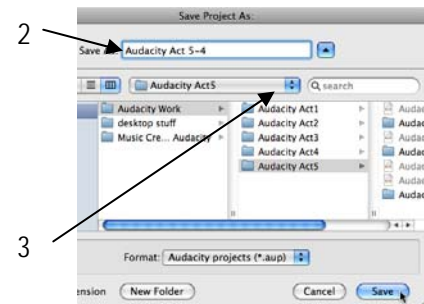 Save Project As:
2
Save as: Audacity Act 5-4
Audacity Act5 search
Audacity Work Audacity Act1
desktop stuff Audacity Act2
Music Cre... Audacity Audacity Act3
Audacity Act4
Audacity Act5
3
Format: Audacity projects (*.aup)
ension New Folder Cancel Save